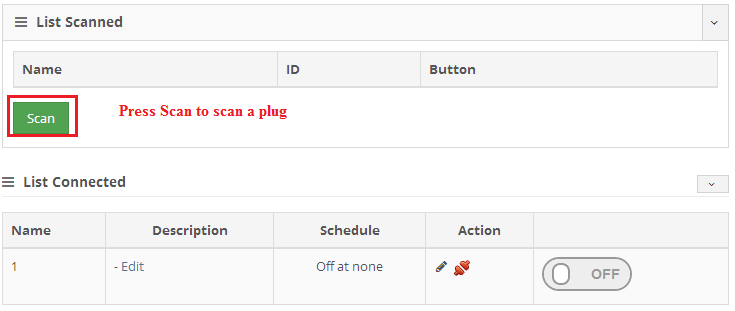 List Scanned
Name ID Button
Scan Press Scan to scan a plug
List Connected
Name Description Schedule Action
1 - Edit Off at none OFF